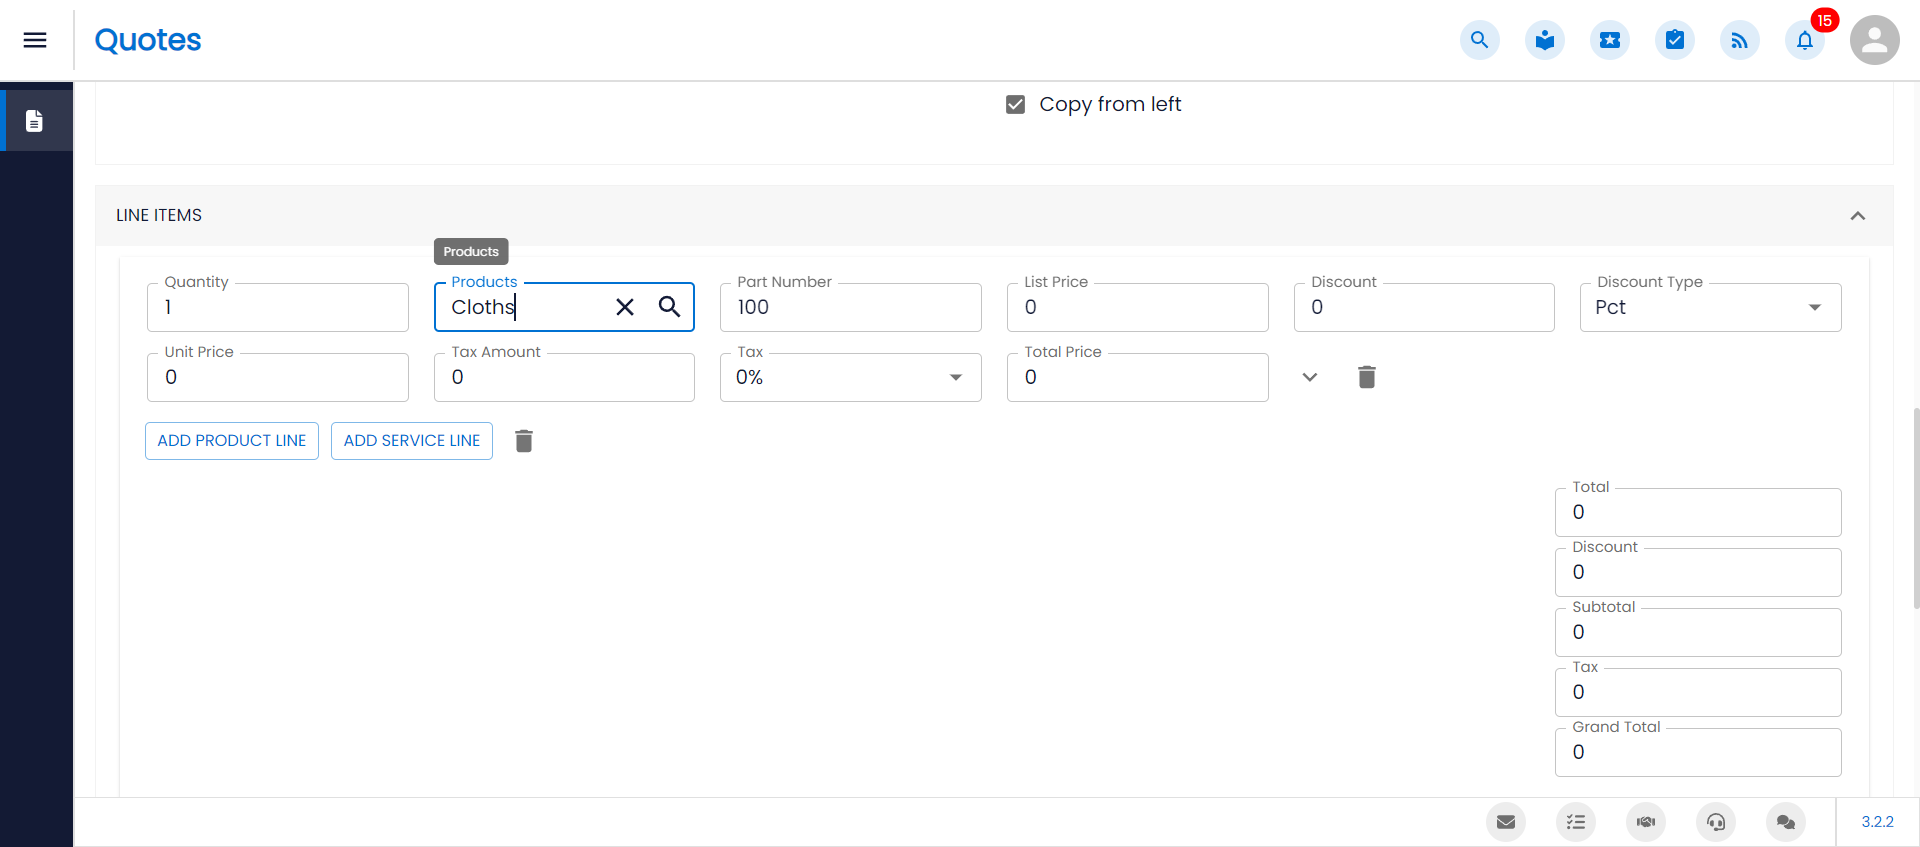 Quotes
15
Copy from left
LINE ITEMS
Products
Quantity
1
Products
Cloths
Part Number
100
List Price
0
Discount
0
Discount Type
Pct
Unit Price
0
Tax Amount
0
Tax
0%
Total Price
0
ADD PRODUCT LINE
ADD SERVICE LINE
Total
0
Discount
0
Subtotal
0
Tax
0
Grand Total
0
3.2.2